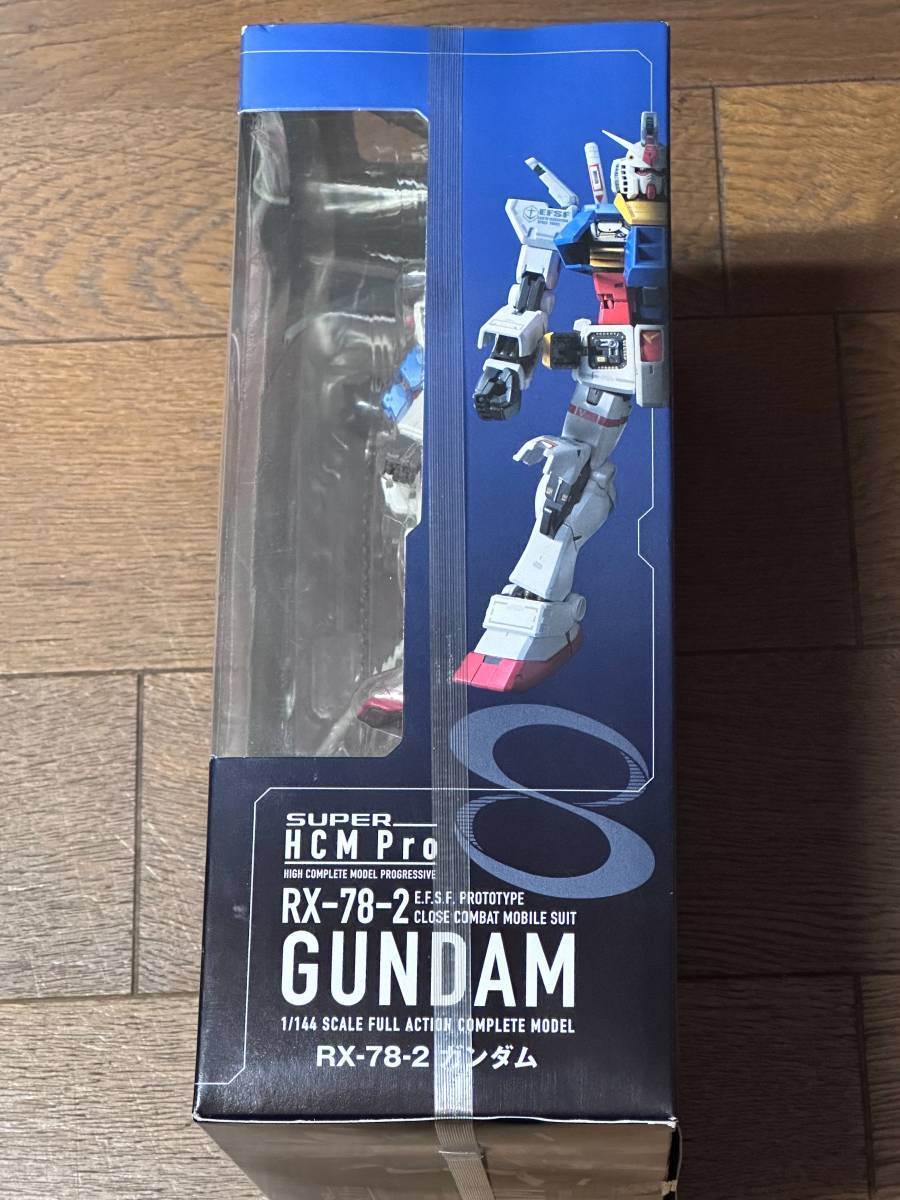 EFSF
SUPER
HCM Pro
HIGH COMPLETE MODEL PROGRESSIVE
RX-78-2 E.F.S.F. PROTOTYPE
CLOSE COMBAT MOBILE SUIT
GUNDAM
1/144 SCALE FULL ACTION COMPLETE MODEL
RX-78-2 ガンダム